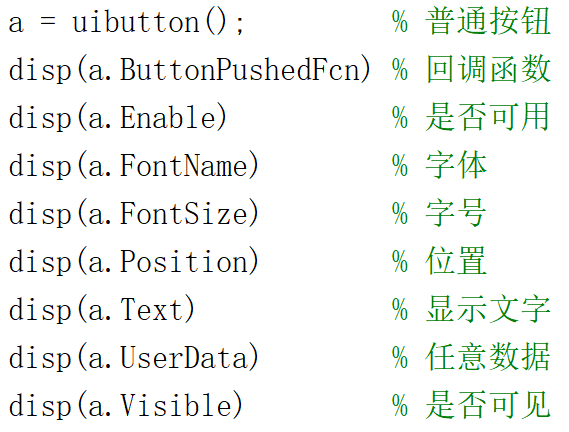 a = uibutton(); % 普通按钮
disp(a.ButtonPushedFcn) % 回调函数
disp(a.Enable) % 是否可用
disp(a.FontName) % 字体
disp(a.FontSize) % 字号
disp(a.Position) % 位置
disp(a.Text) % 显示文字
disp(a.UserData) % 任意数据
disp(a.Visible) % 是否可见